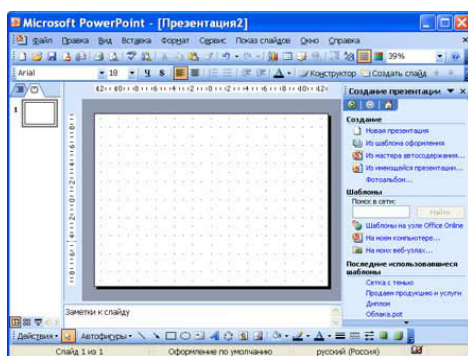 Microsoft PowerPoint - [Презентация2]
Файл Правка Вид Вставка Формат Сервис Показ слайдов Окно Справка
39%
Arial 18 Ч S Конструктор Создать слайд
Создание презентации
1
Создание
Новая презентация
Из шаблона оформления
Из мастера автосодержания...
Из имеющейся презентации...
Фотоальбом...
Шаблоны
Поиск в сети:
Найти
Шаблоны на узле Office Online
На моем компьютере...
На моих веб-узлах...
Последние использовавшиеся
шаблоны
Сетка с тенью
Продаем продукцию и услуги
Диплон
Облака.pot
Заметки к слайду
Действия Автофигуры
Слайд 1 из 1 Оформление по умолчанию русский (Россия)